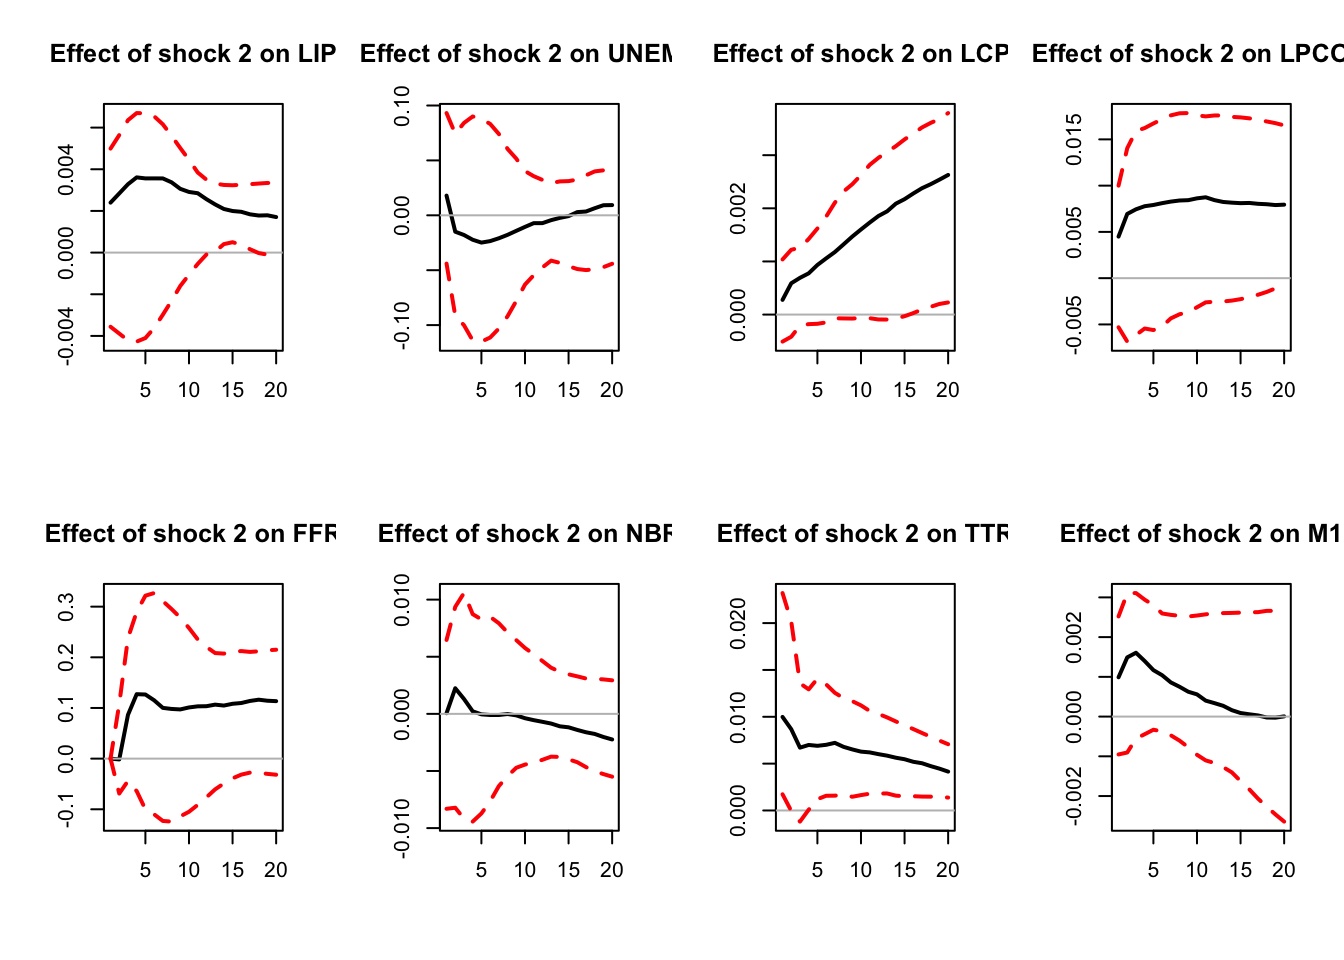 Effect of shock 2 on LIP
Effect of shock 2 on UNEM
Effect of shock 2 on LCP
Effect of shock 2 on LPCO
0.004
0.000
-0.004
5 10 15 20
0.10
0.00
-0.10
5 10 15 20
0.002
0.000
5 10 15 20
0.015
0.005
-0.005
5 10 15 20
Effect of shock 2 on FFR
Effect of shock 2 on NBR
Effect of shock 2 on TTR
Effect of shock 2 on M1
0.3
0.2
0.1
0.0
-0.1
5 10 15 20
0.010
0.000
-0.010
5 10 15 20
0.020
0.010
0.000
5 10 15 20
0.002
0.000
-0.002
5 10 15 20